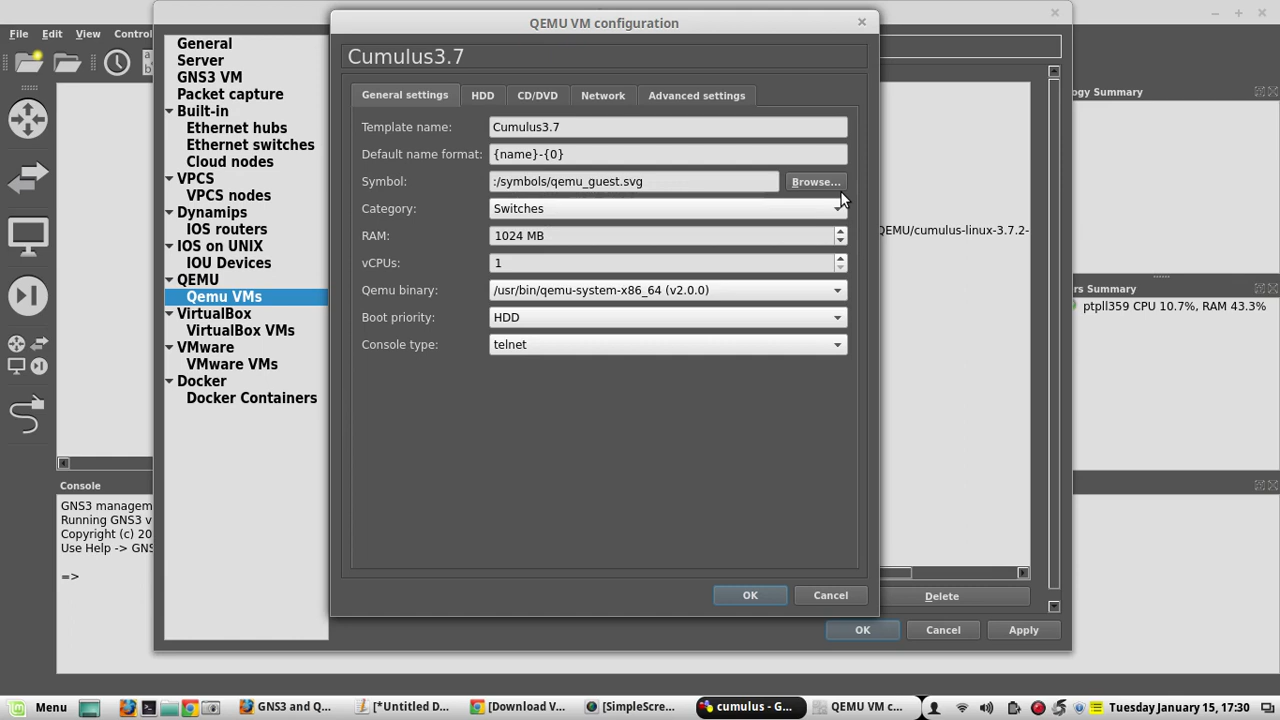 QEMU VM configuration
File Edit View Contro
General
Server
GNS3 VM
Packet capture
Built-in
Ethernet hubs
Ethernet switches
Cloud nodes
VPCS
VPCS nodes
Dynamips
IOS routers
IOS on UNIX
IOU Devices
QEMU
Qemu VMs
VirtualBox
VirtualBox VMs
VMware
VMware VMs
Docker
Docker Containers
Cumulus3.7
General settings HDD CD/DVD Network Advanced settings
Template name: Cumulus3.7
Default name format: {name}-{0}
Symbol: :/symbols/qemu_guest.svg Browse...
Category: Switches
RAM: 1024 MB
vCPUs: 1
Qemu binary: /usr/bin/qemu-system-x86_64 (v2.0.0)
Boot priority: HDD
Console type: telnet
OK Cancel
QEMU/cumulus-linux-3.7.2-
Delete
OK Cancel Apply
ogy Summary
rs Summary
ptpll359 CPU 10.7%, RAM 43.3%
Console
GNS3 managem
Running GNS3 v
Copyright (c) 20
Use Help -> GNS
=>
Menu GNS3 and Q... [*Untitled D... [Download V... [SimpleScre... cumulus - G... QEMU VM c... Tuesday January 15, 17:30